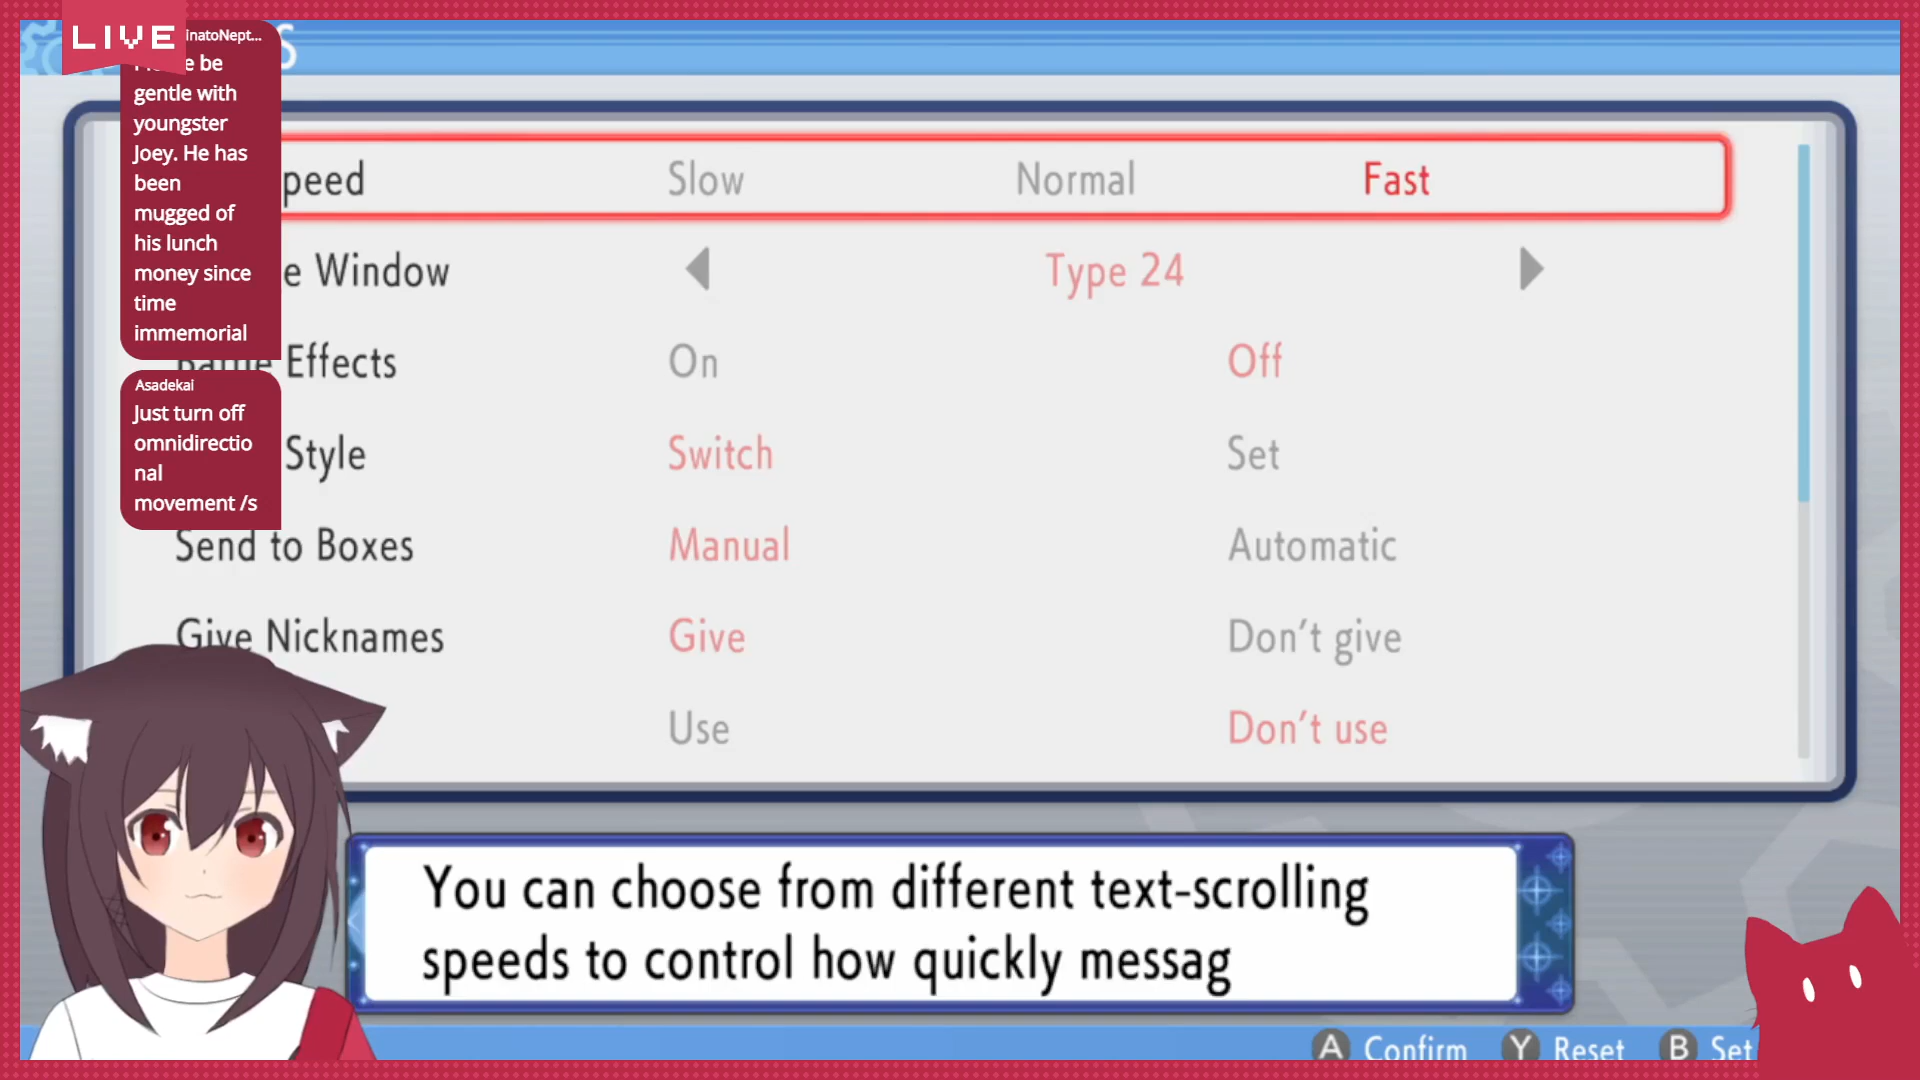 LIVE
inatoNept...
e be
gentle with
youngster
Joey. He has
been
mugged of
his lunch
money since
time
immemorial
Asadekai
Just turn off
omnidirectio
nal
movement /s
S
peed Slow Normal Fast
e Window Type 24
Battle Effects On Off
Style Switch Set
Send to Boxes Manual Automatic
Give Nicknames Give Don't give
Use Don't use
You can choose from different text-scrolling
speeds to control how quickly messag
A Confirm Y Reset B Set